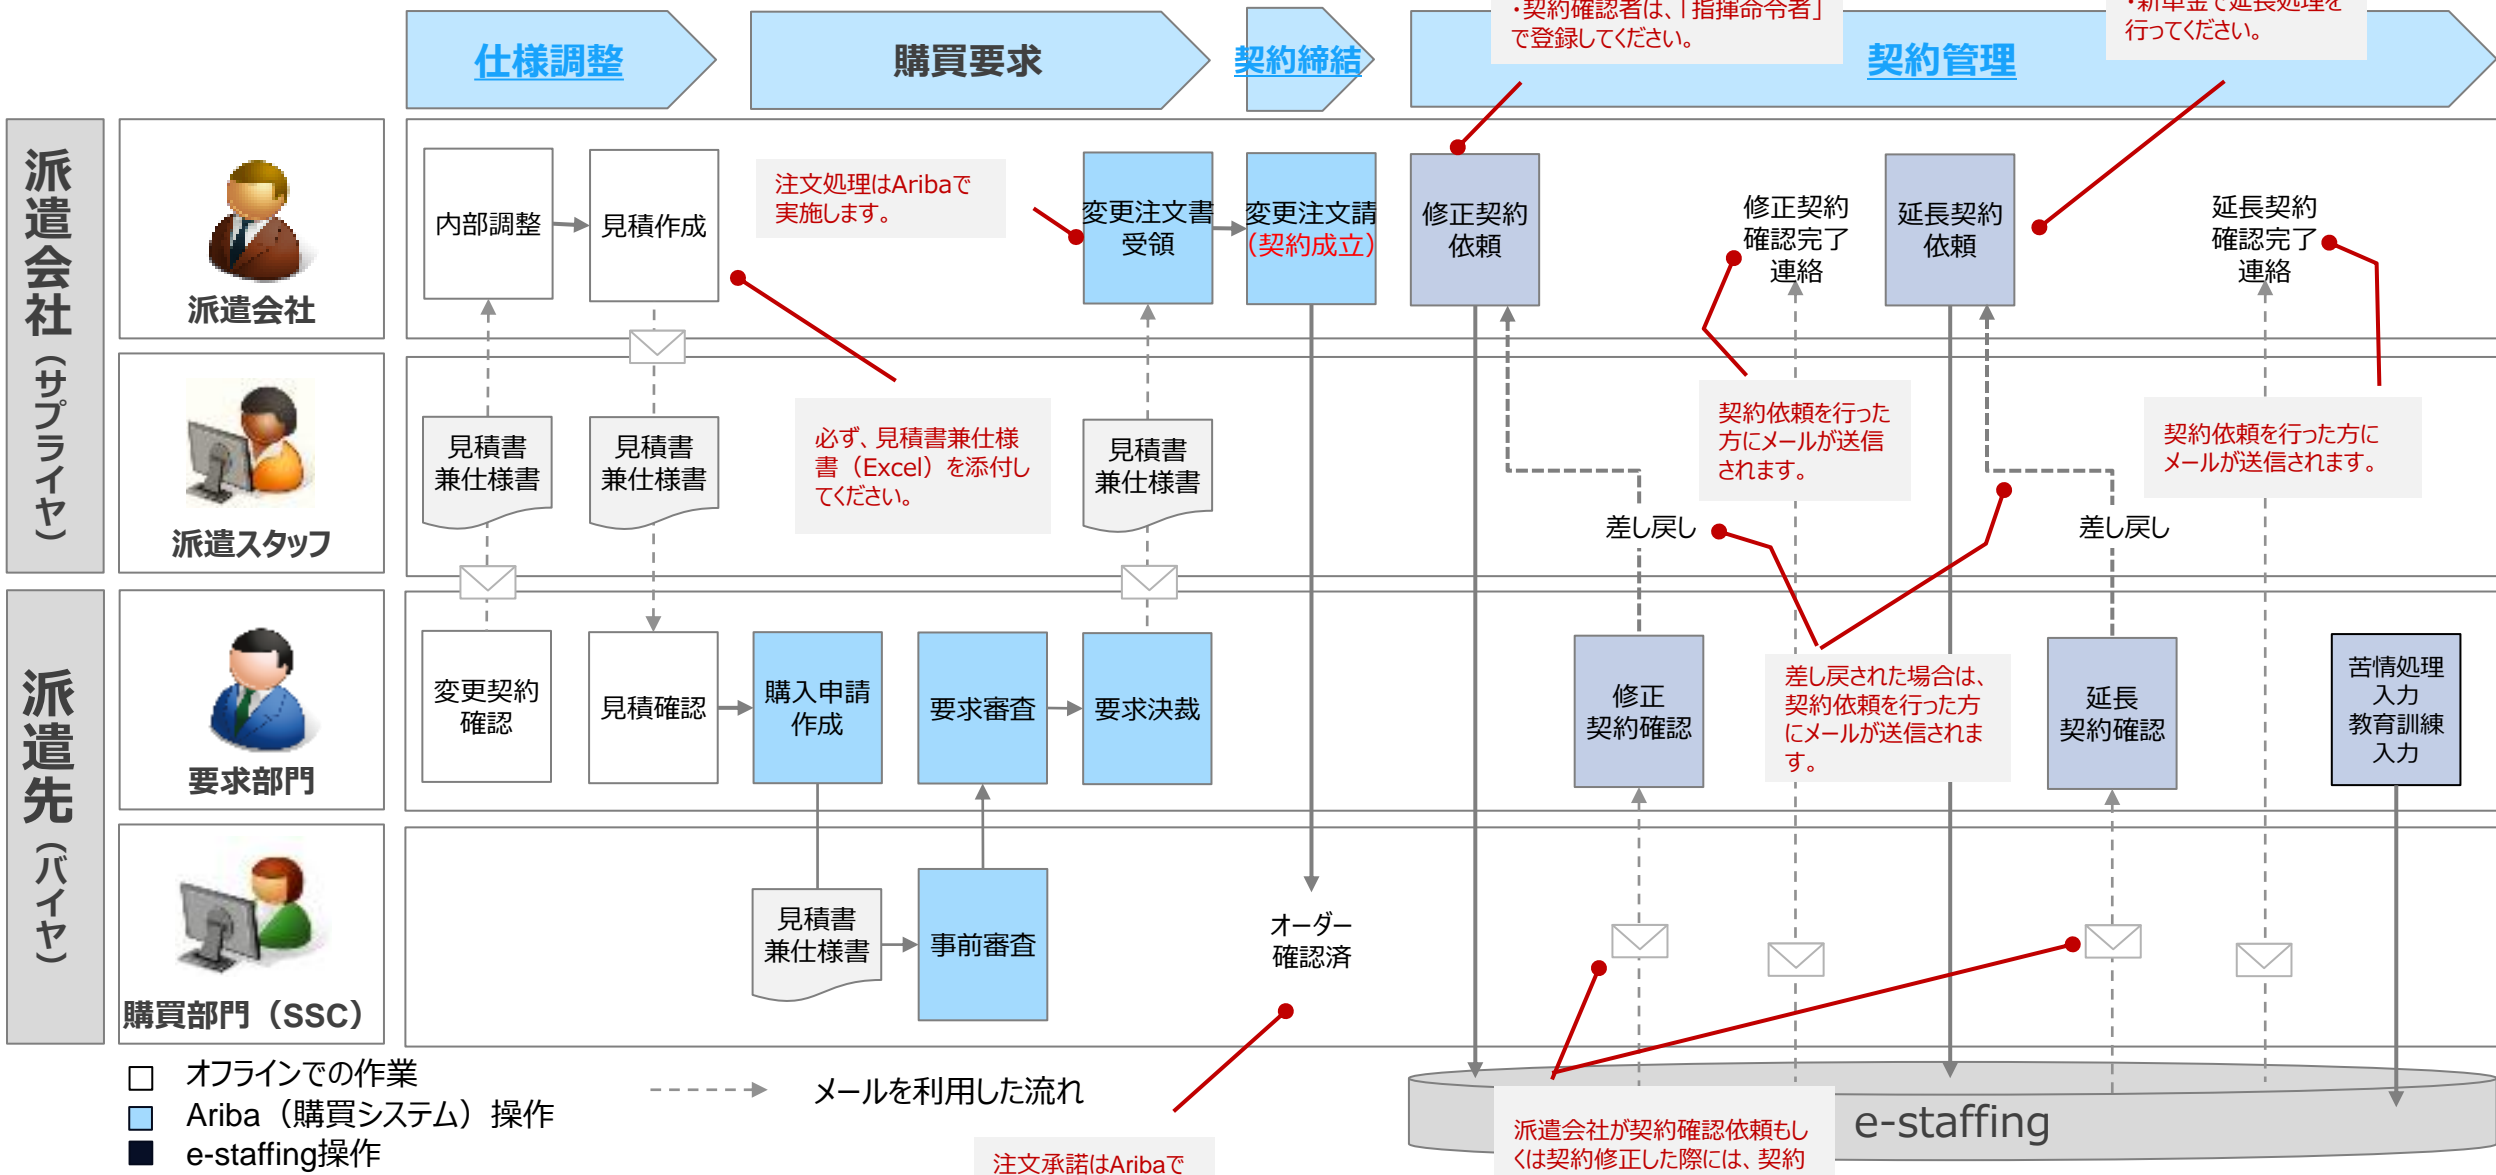 ・契約確認者は、「指揮命令者」
で登録してください。
・新単金で延長処理を
行ってください。
仕様調整
購買要求
契約締結
契約管理
派遣会社（サプライヤ）
派遣会社
内部調整
見積作成
注文処理はAribaで
実施します。
変更注文書
受領
変更注文請
（契約成立）
修正契約
依頼
修正契約
確認完了
連絡
延長契約
依頼
延長契約
確認完了
連絡
派遣スタッフ
見積書
兼仕様書
見積書
兼仕様書
必ず、見積書兼仕様
書（Excel）を添付し
てください。
見積書
兼仕様書
契約依頼を行った
方にメールが送信
されます。
契約依頼を行った方に
メールが送信されます。
差し戻し
差し戻し
派遣先（バイヤ）
要求部門
変更契約
確認
見積確認
購入申請
作成
要求審査
要求決裁
修正
契約確認
差し戻された場合は、
契約依頼を行った方
にメールが送信されま
す。
延長
契約確認
苦情処理
入力
教育訓練
入力
購買部門（SSC）
見積書
兼仕様書
事前審査
オーダー
確認済
オフラインでの作業
Ariba（購買システム）操作
e-staffing操作
メールを利用した流れ
注文承諾はAribaで
派遣会社が契約確認依頼もし
くは契約修正した際には、契約
e-staffing